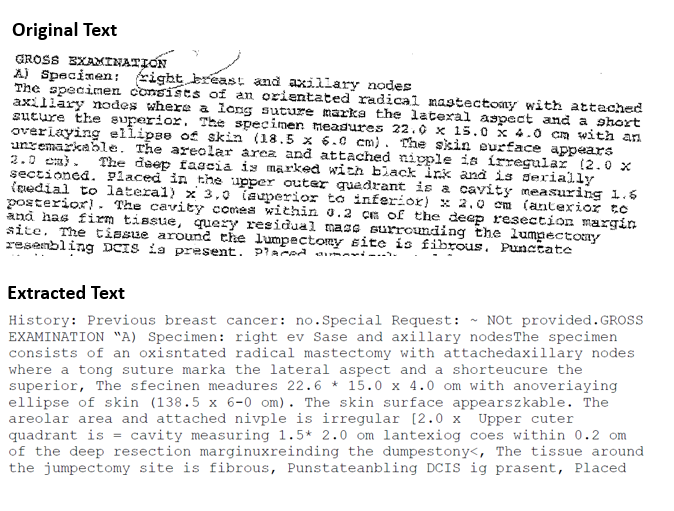 Original Text
GROSS EXAMINATION
A) Specimen: right breast and axillary nodes
The specimen consists of an orientated radical mastectomy with attached
axillary nodes where a long suture marks the lateral aspect and a short
suture the superior. The specimen measures 22.0 x 15.0 x 4.0 cm with an
overlaying ellipse of skin (18.5 x 6.0 cm). The skin surface appears
unremarkable. The areolar area and attached nipple is irregular (2.0 x
2.0 cm). The deep fascia is marked with black ink and is serially
sectioned. Placed in the upper outer quadrant is a cavity measuring 1.6
(medial to lateral) x 3.0 (superior to inferior) x 2.0 cm (anterior to
posterior). The cavity comes within 0.2 cm of the deep resection margin
and has firm tissue, query residual mass surrounding the lumpectomy
site. The tissue around the lumpectomy site is fibrous. Punctate
resembling DCIS is present. Placed
Extracted Text
History: Previous breast cancer: no.Special Request: ~ NOt provided.GROSS
EXAMINATION “A) Specimen: right ev Sase and axillary nodesThe specimen
consists of an oxisntated radical mastectomy with attachedaxillary nodes
where a tong suture marka the lateral aspect and a shorteucure the
superior, The sfecinen meadures 22.6 * 15.0 x 4.0 om with anoveriaying
ellipse of skin (138.5 x 6-0 om). The skin surface appearszkable. The
areolar area and attached nivple is irregular [2.0 x Upper cuter
quadrant is = cavity measuring 1.5* 2.0 om lantexiog coes within 0.2 om
of the deep resection marginuxreinding the dumpestony<, The tissue around
the jumpectomy site is fibrous, Punstateanbling DCIS ig prasent, Placed